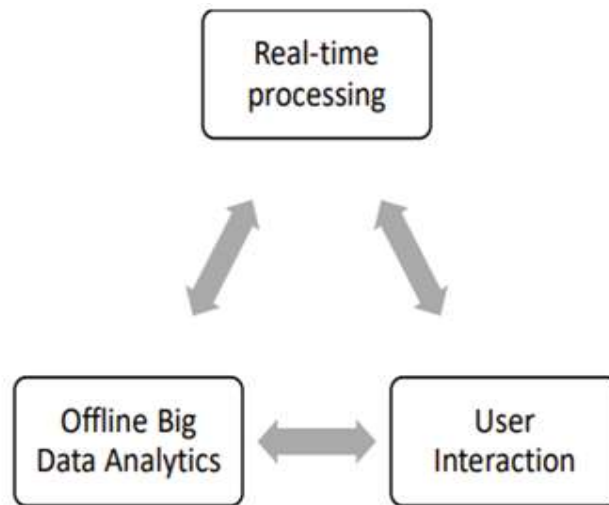 Real-time
processing
Offline Big
Data Analytics
User
Interaction